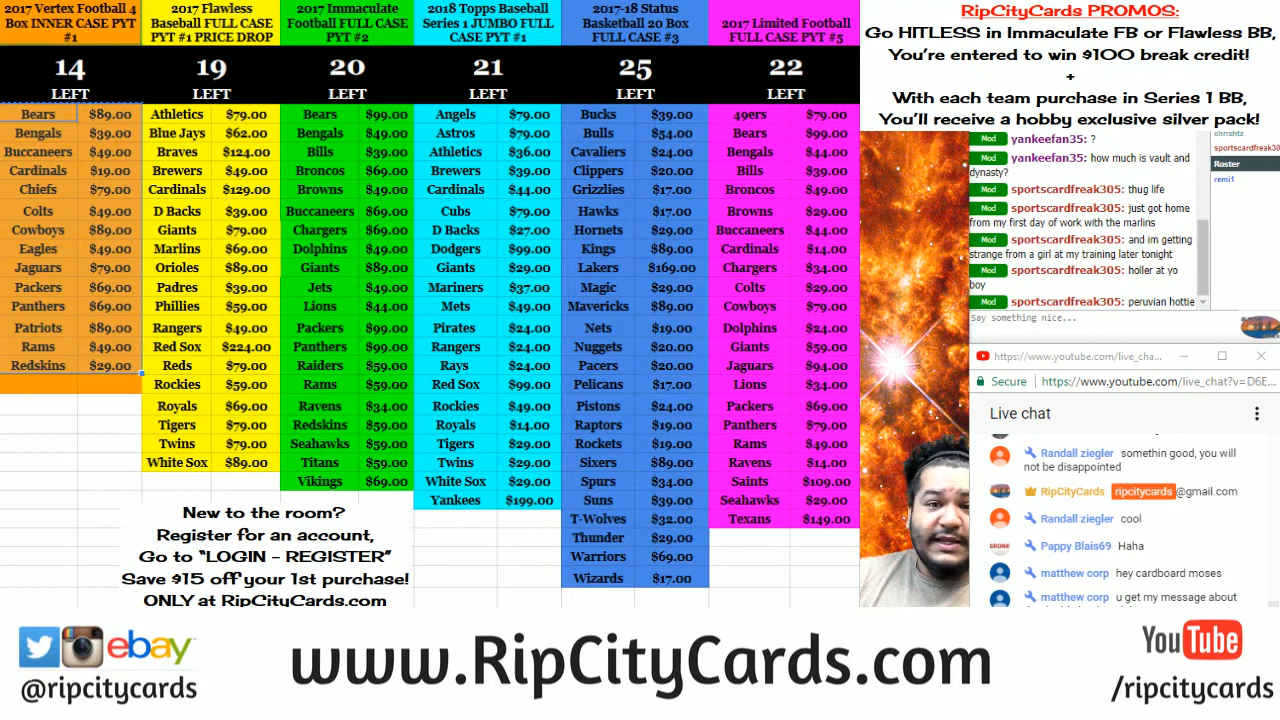 2017 Vertex Football 4
Box INNER CASE PYT
#1
14
LEFT
Bears $89.00
Bengals $39.00
Buccaneers $49.00
Cardinals $19.00
Chiefs $79.00
Colts $49.00
Cowboys $89.00
Eagles $49.00
Jaguars $79.00
Packers $69.00
Panthers $69.00
Patriots $89.00
Rams $49.00
Redskins $29.00
2017 Flawless
Baseball FULL CASE
PYT #1 PRICE DROP
19
LEFT
Athletics $79.00
Blue Jays $62.00
Braves $124.00
Brewers $49.00
Cardinals $129.00
D Backs $39.00
Giants $79.00
Marlins $69.00
Orioles $89.00
Padres $39.00
Phillies $59.00
Rangers $49.00
Red Sox $224.00
Reds $79.00
Rockies $59.00
Royals $69.00
Tigers $79.00
Twins $79.00
White Sox $89.00
2017 Immaculate
Football FULL CASE
PYT #2
20
LEFT
Bears $99.00
Bengals $49.00
Bills $39.00
Broncos $69.00
Browns $49.00
Buccaneers $69.00
Chargers $69.00
Dolphins $49.00
Giants $89.00
Jets $49.00
Lions $44.00
Packers $99.00
Panthers $99.00
Raiders $59.00
Rams $59.00
Ravens $34.00
Redskins $59.00
Seahawks $59.00
Titans $59.00
Vikings $69.00
2018 Topps Baseball
Series 1 JUMBO FULL
CASE PYT #1
21
LEFT
Angels $79.00
Astros $79.00
Athletics $36.00
Brewers $39.00
Cardinals $44.00
Cubs $79.00
D Backs $27.00
Dodgers $99.00
Giants $29.00
Mariners $37.00
Mets $49.00
Pirates $24.00
Rangers $24.00
Rays $24.00
Red Sox $99.00
Rockies $49.00
Royals $14.00
Tigers $29.00
Twins $29.00
White Sox $29.00
Yankees $199.00
2017-18 Status
Basketball 20 Box
FULL CASE #3
25
LEFT
Bucks $39.00
Bulls $54.00
Cavaliers $24.00
Clippers $20.00
Grizzlies $17.00
Hawks $17.00
Hornets $29.00
Kings $89.00
Lakers $169.00
Magic $29.00
Mavericks $89.00
Nets $19.00
Nuggets $20.00
Pacers $20.00
Pelicans $17.00
Pistons $24.00
Raptors $19.00
Rockets $19.00
Sixers $89.00
Spurs $34.00
Suns $39.00
T-Wolves $32.00
Thunder $29.00
Warriors $69.00
Wizards $17.00
2017 Limited Football
FULL CASE PYT #5
22
LEFT
49ers $79.00
Bears $99.00
Bengals $44.00
Bills $39.00
Broncos $49.00
Browns $29.00
Buccaneers $44.00
Cardinals $14.00
Chargers $34.00
Colts $29.00
Cowboys $79.00
Dolphins $24.00
Giants $59.00
Jaguars $94.00
Lions $34.00
Packers $69.00
Panthers $79.00
Rams $49.00
Ravens $14.00
Saints $109.00
Seahawks $29.00
Texans $149.00
New to the room?
Register for an account,
Go to “LOGIN - REGISTER”
Save $15 off your 1st purchase!
ONLY at RipCityCards.com
RipCityCards PROMOS:
Go HITLESS in Immaculate FB or Flawless BB,
You're entered to win $100 break credit!
+
With each team purchase in Series 1 BB,
You'll receive a hobby exclusive silver pack!
Mod yankeefan35: ?
Mod yankeefan35: how much is vault and
dynasty?
Mod sportscardfreak305: thug life
Mod sportscardfreak305: just got home
from my first day of work with the marlins
Mod sportscardfreak305: and im getting
strange from a girl at my training later tonight
Mod sportscardfreak305: holler at yo
boy
Mod sportscardfreak305: peruvian hottie
Say something nice...
christhtz
sportscardfreak30
Roster
remi1
https://www.youtube.com/live_cha...
Secure https://www.youtube.com/live_chat?v=D6E...
Live chat
Randall ziegler somethin good, you will
not be disappointed
RipCityCards ripcitycards@gmail.com
Randall ziegler cool
GRONK Pappy Blais69 Haha
matthew corp hey cardboard moses
matthew corp u get my message about
ebay
@ripcitycards
www.RipCityCards.com
YouTube
/ripcitycards